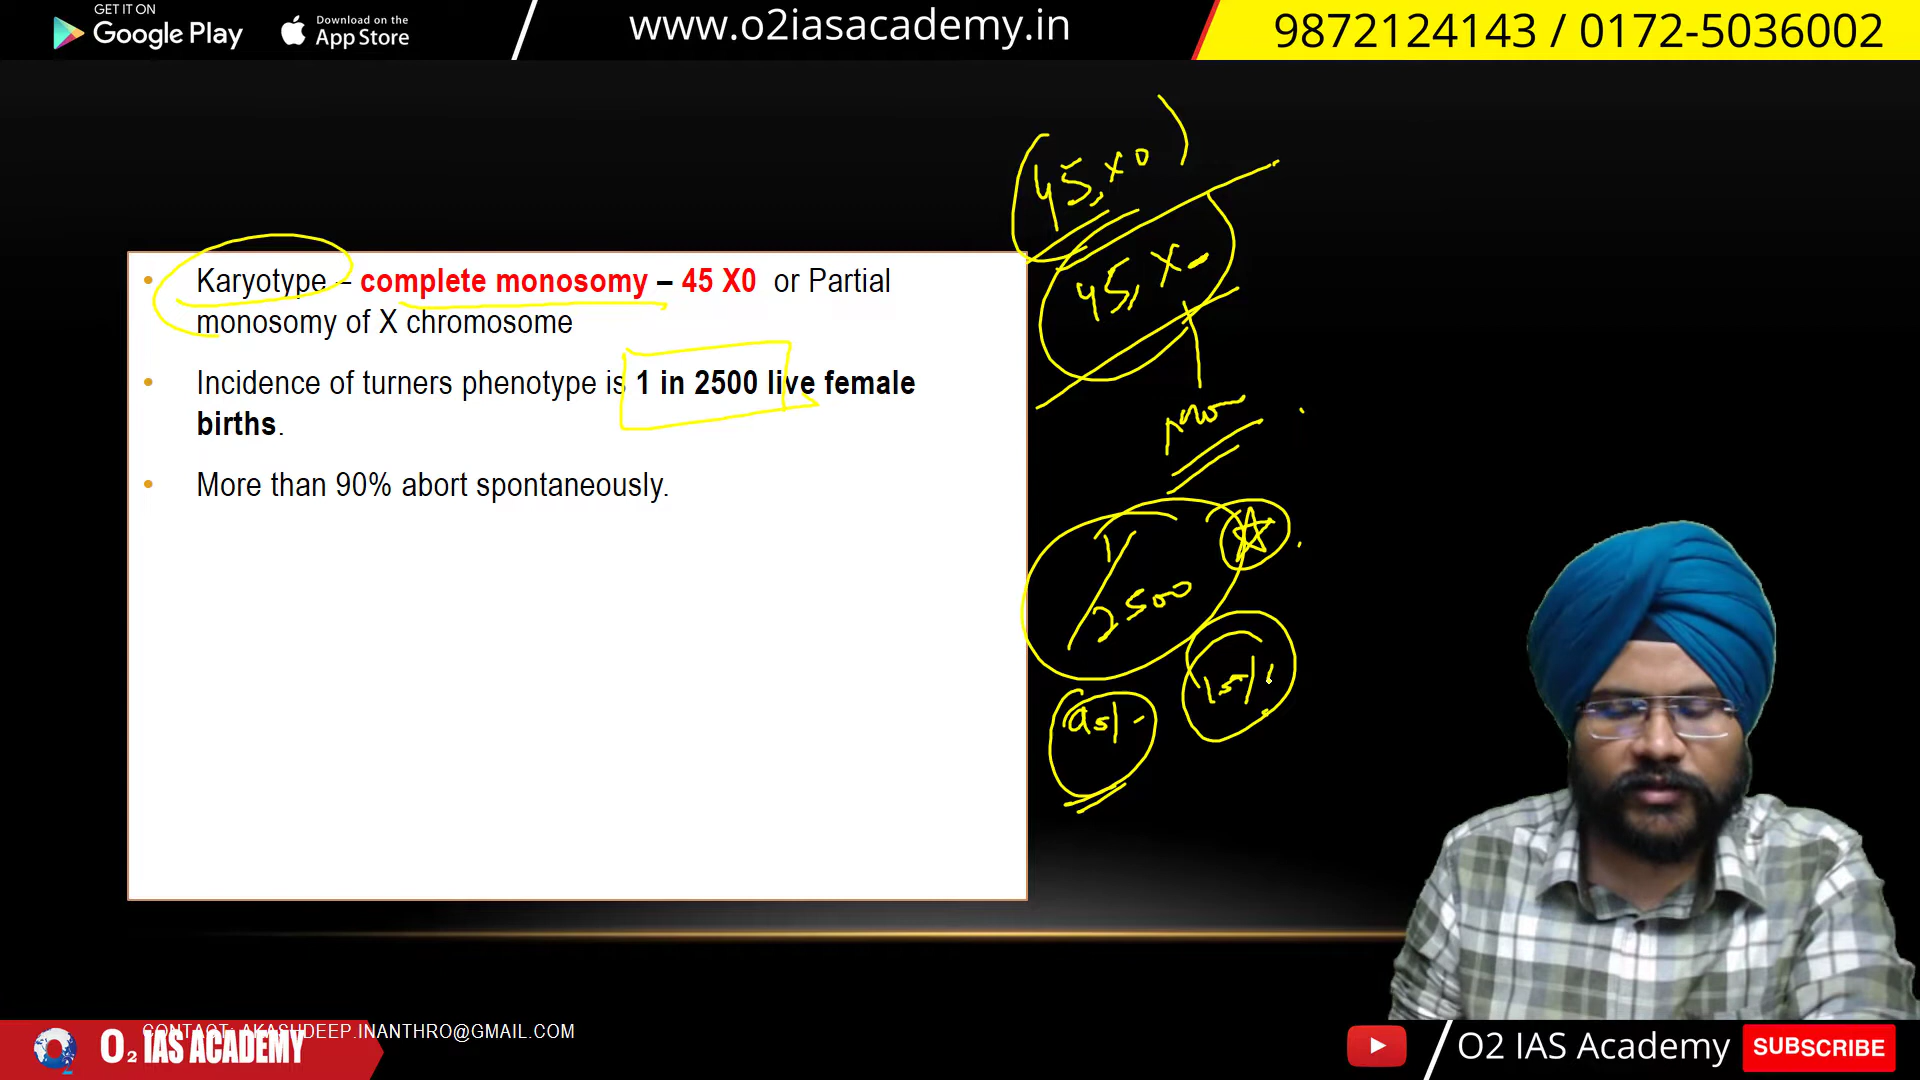 GET IT ON
Google Play
Download on the
App Store
www.o2iasacademy.in
9872124143 / 0172-5036002
(45,x0)
45, X-
• Karyotype – complete monosomy – 45 X0 or Partial
monosomy of X chromosome
• Incidence of turners phenotype is 1 in 2500 live female
births.
• More than 90% abort spontaneously.
1/2500
CONTACT: AKASHDEEP.INANTHRO@GMAIL.COM
O2 IAS ACADEMY
O2 IAS Academy
SUBSCRIBE